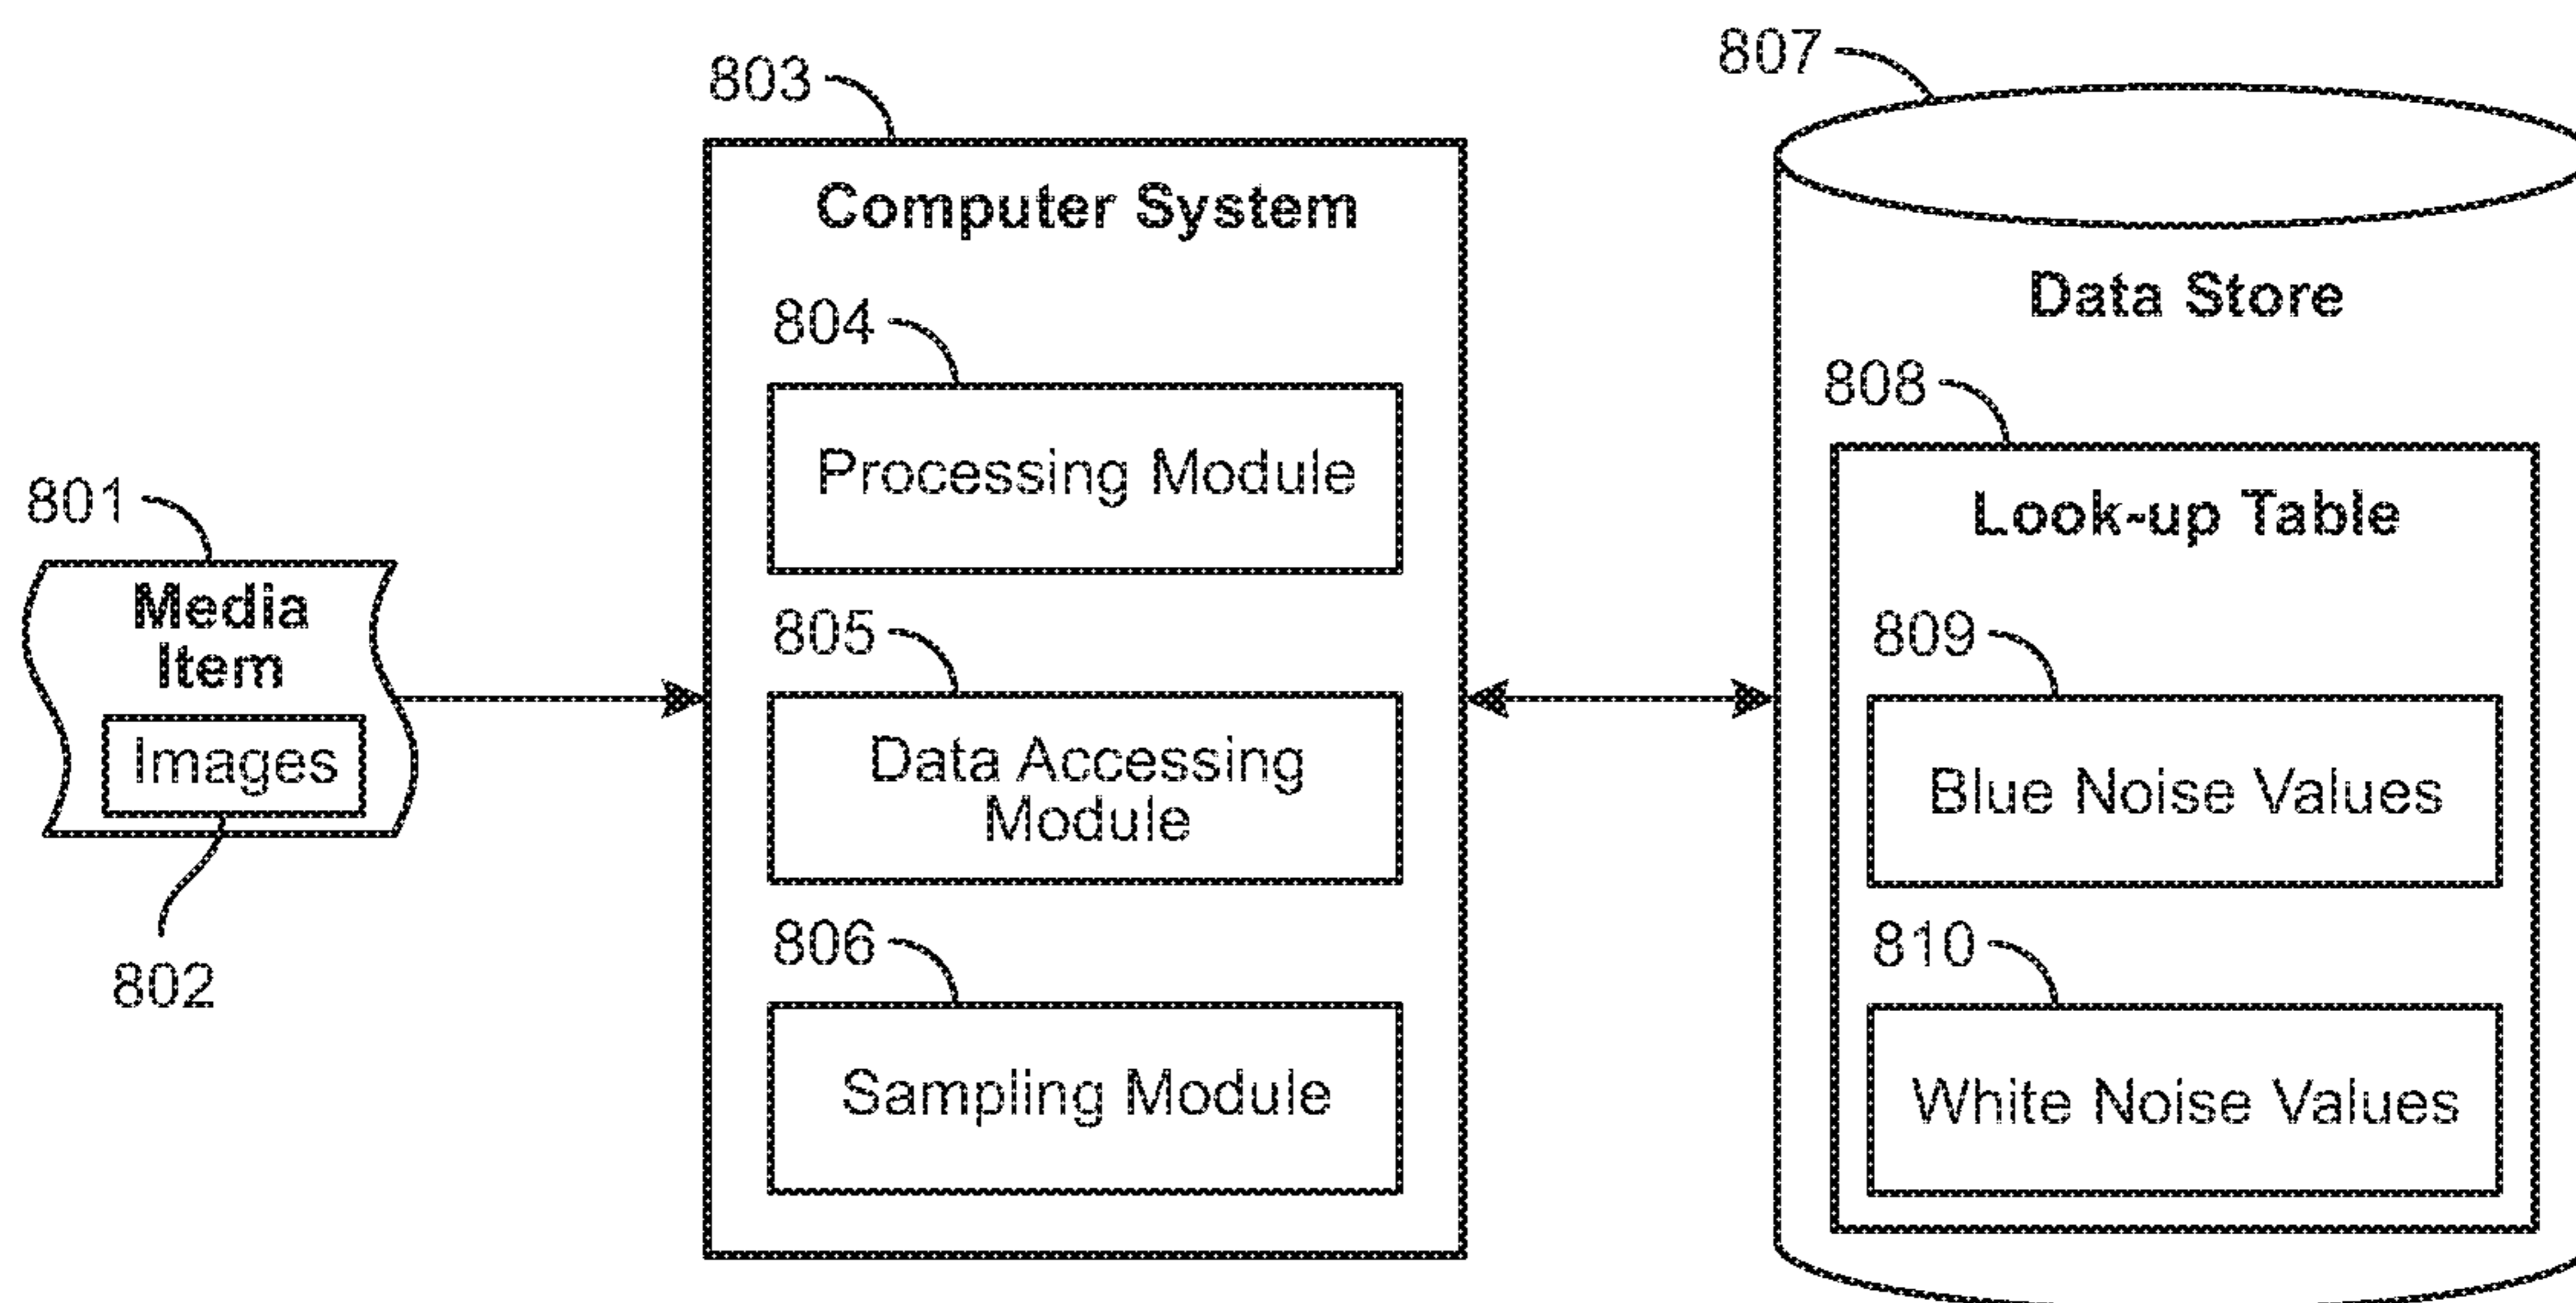 801
Media
Item
Images
802
803
Computer System
804
Processing Module
805
Data Accessing
Module
806
Sampling Module
807
Data Store
808
Look-up Table
809
Blue Noise Values
810
White Noise Values